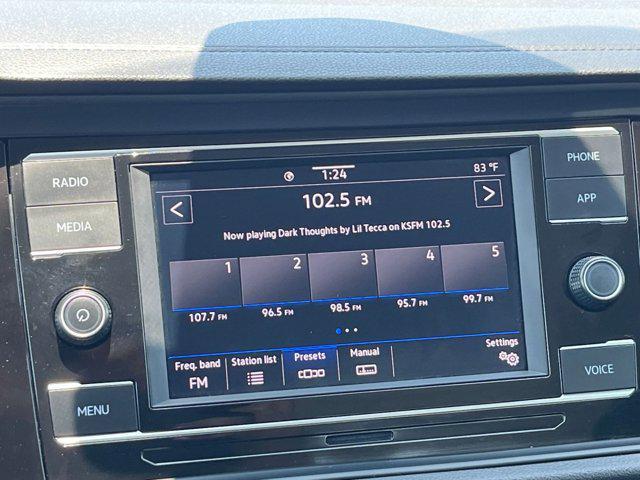 RADIO
MEDIA
MENU
PHONE
APP
VOICE
1:24
83 °F
102.5 FM
Now playing Dark Thoughts by Lil Tecca on KSFM 102.5
1 2 3 4 5
107.7 FM 96.5 FM 98.5 FM 95.7 FM 99.7 FM
Freq. band Station list Presets Manual Settings
FM